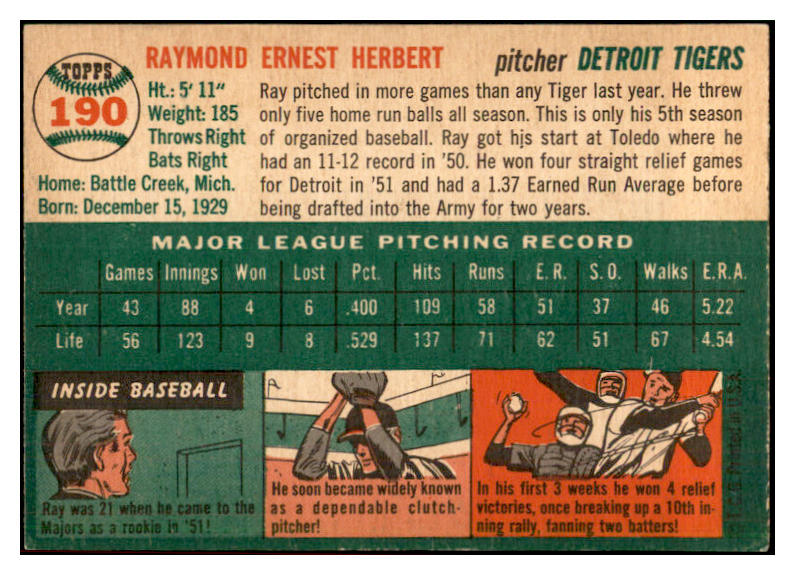 RAYMOND ERNEST HERBERT pitcher DETROIT TIGERS
TOPPS
190
Ht.: 5' 11"
Weight: 185
Throws Right
Bats Right
Home: Battle Creek, Mich.
Born: December 15, 1929
Ray pitched in more games than any Tiger last year. He threw
only five home run balls all season. This is only his 5th season
of organized baseball. Ray got his start at Toledo where he
had an 11-12 record in '50. He won four straight relief games
for Detroit in '51 and had a 1.37 Earned Run Average before
being drafted into the Army for two years.
MAJOR LEAGUE PITCHING RECORD
Games Innings Won Lost Pct. Hits Runs E.R. S.O. Walks E.R.A.
Year 43 88 4 6 .400 109 58 51 37 46 5.22
Life 56 123 9 8 .529 137 71 62 51 67 4.54
INSIDE BASEBALL
Ray was 21 when he came to the
Majors as a rookie in '51!
He soon became widely known
as a dependable clutch-
pitcher!
In his first 3 weeks he won 4 relief
victories, once breaking up a 10th in-
ning rally, fanning two batters!
Printed in U.S.A.